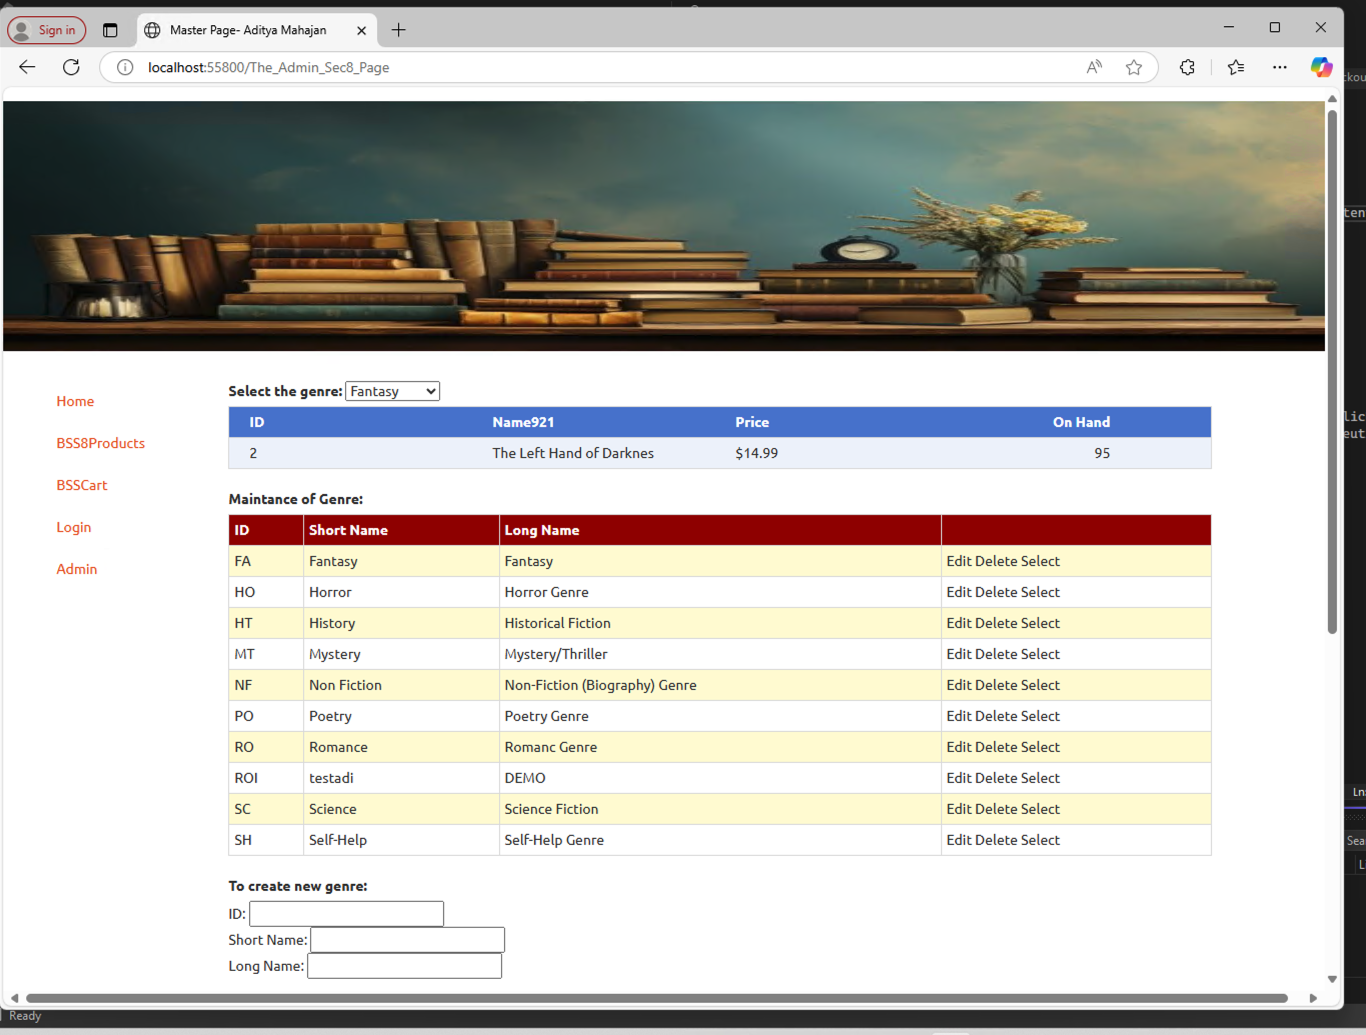 Sign in
Master Page- Aditya Mahajan
localhost:55800/The_Admin_Sec8_Page
Home
BSS8Products
BSSCart
Login
Admin
Select the genre: Fantasy
ID Name921 Price On Hand
2 The Left Hand of Darknes $14.99 95
Maintance of Genre:
ID Short Name Long Name
FA Fantasy Fantasy Edit Delete Select
HO Horror Horror Genre Edit Delete Select
HT History Historical Fiction Edit Delete Select
MT Mystery Mystery/Thriller Edit Delete Select
NF Non Fiction Non-Fiction (Biography) Genre Edit Delete Select
PO Poetry Poetry Genre Edit Delete Select
RO Romance Romanc Genre Edit Delete Select
ROI testadi DEMO Edit Delete Select
SC Science Science Fiction Edit Delete Select
SH Self-Help Self-Help Genre Edit Delete Select
To create new genre:
ID:
Short Name:
Long Name:
Ready